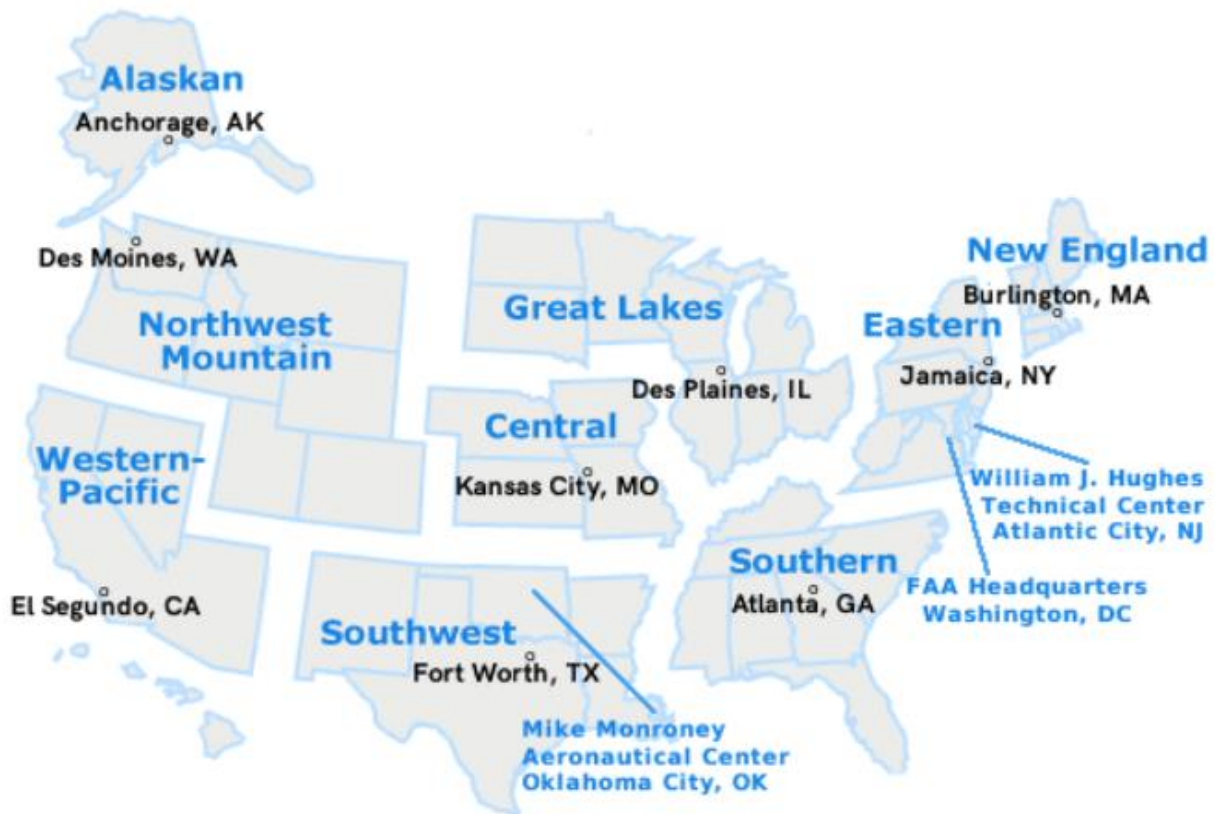 Alaskan
Anchorage, AK
Des Moines, WA
Northwest
Mountain
Great Lakes
New England
Burlington, MA
Eastern
Jamaica, NY
Des Plaines, IL
Central
Kansas City, MO
Western-
Pacific
El Segundo, CA
William J. Hughes
Technical Center
Atlantic City, NJ
Southern
Atlanta, GA
FAA Headquarters
Washington, DC
Southwest
Fort Worth, TX
Mike Monroney
Aeronautical Center
Oklahoma City, OK